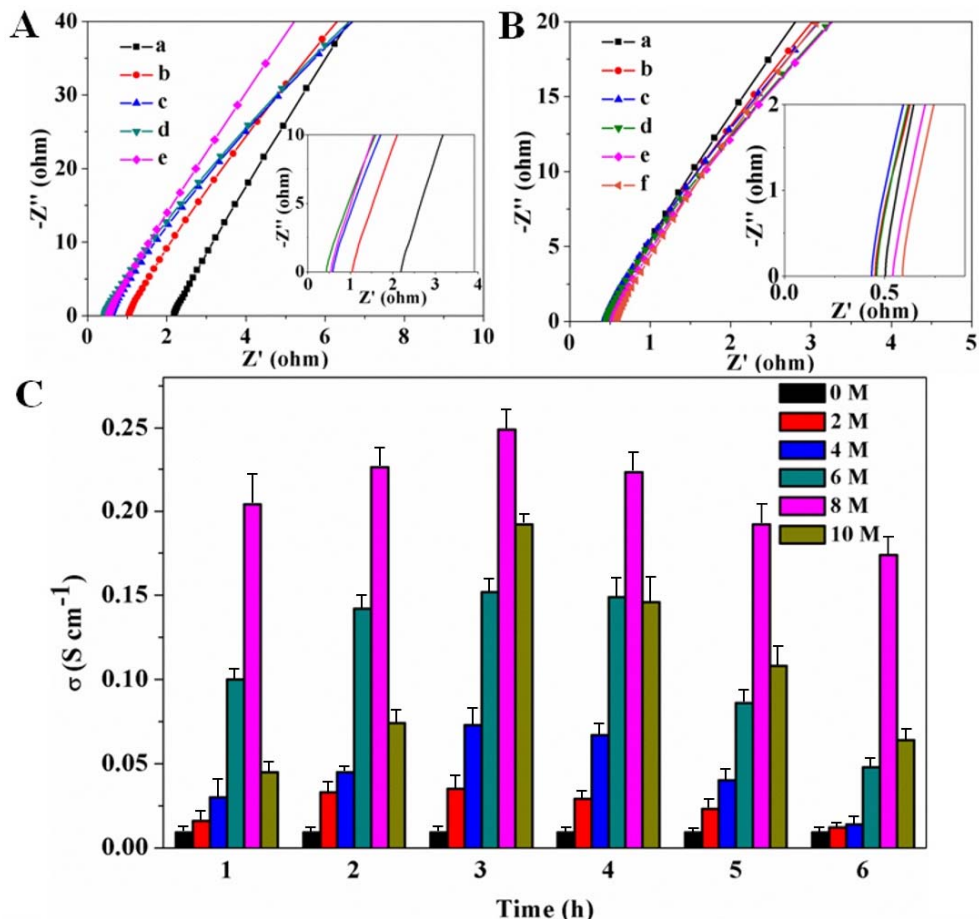 A
40
30
20
10
0
-Z'' (ohm)
0 2 4 6 8 10
Z' (ohm)
a
b
c
d
e
10
5
0
-Z'' (ohm)
0 1 2 3 4
Z' (ohm)
B
20
15
10
5
0
-Z'' (ohm)
0 1 2 3 4 5
Z' (ohm)
a
b
c
d
e
f
2
1
0
-Z'' (ohm)
0.0 0.5
Z' (ohm)
C
0.25
0.20
0.15
0.10
0.05
0.00
σ (S cm⁻¹)
0 M
2 M
4 M
6 M
8 M
10 M
1 2 3 4 5 6
Time (h)